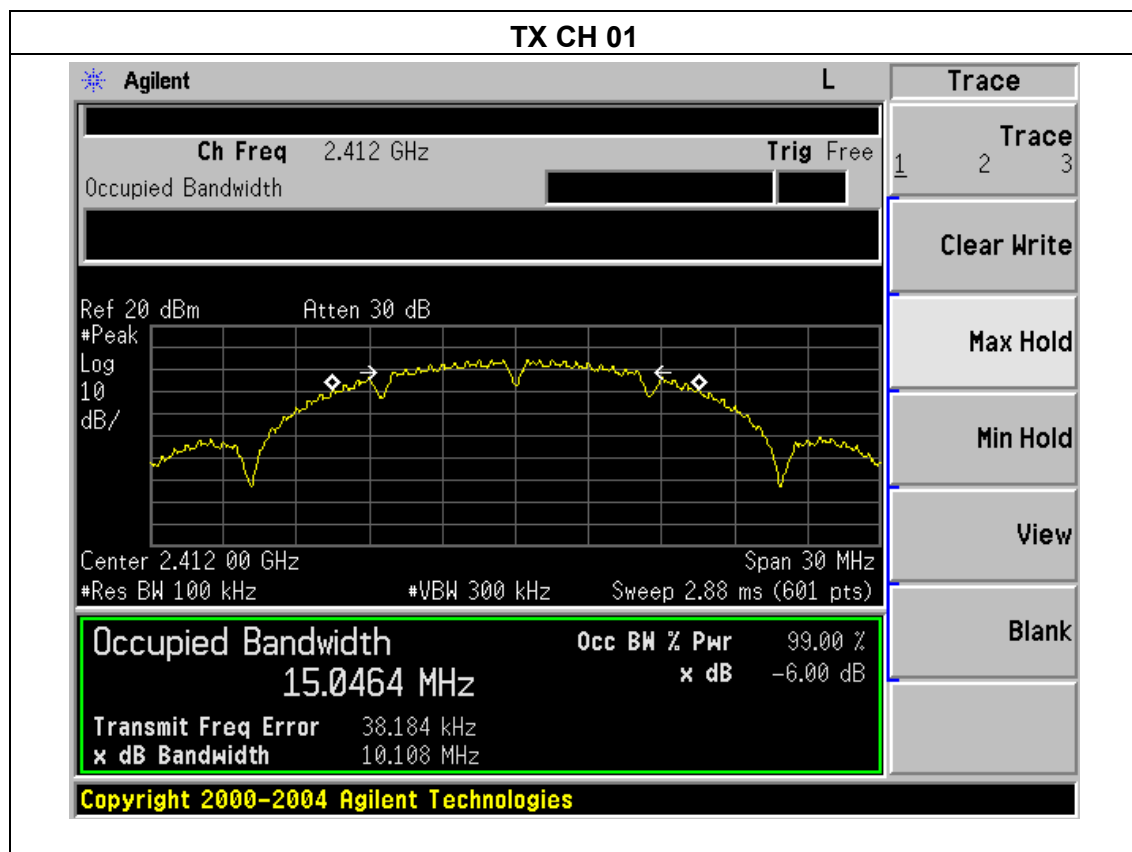 TX CH 01
Agilent L Trace
Ch Freq 2.412 GHz Trig Free
Occupied Bandwidth
Trace
1 2 3
Clear Write
Max Hold
Min Hold
View
Blank
Ref 20 dBm Atten 30 dB
#Peak
Log
10
dB/
Center 2.412 00 GHz Span 30 MHz
#Res BW 100 kHz #VBW 300 kHz Sweep 2.88 ms (601 pts)
Occupied Bandwidth Occ BW % Pwr 99.00 %
15.0464 MHz x dB -6.00 dB
Transmit Freq Error 38.184 kHz
x dB Bandwidth 10.108 MHz
Copyright 2000-2004 Agilent Technologies